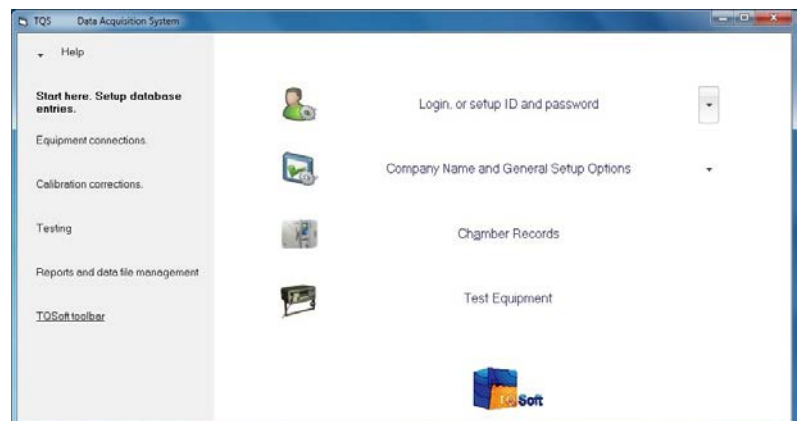 TQS Data Acquisition System
Help
Start here. Setup database
entries.
Equipment connections.
Calibration corrections.
Testing
Reports and data file management
TQSoft toolbar
Login, or setup ID and password
Company Name and General Setup Options
Chamber Records
Test Equipment
TQSoft